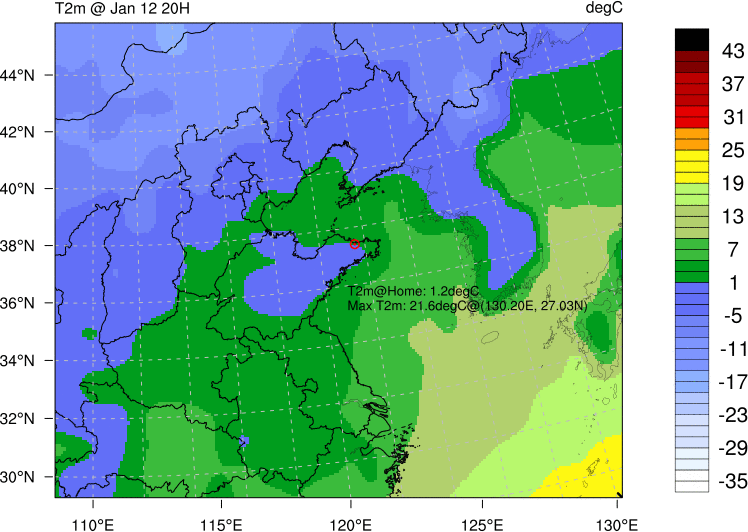 T2m @ Jan 12 20H
degC
44°N
42°N
40°N
38°N
36°N
34°N
32°N
30°N
T2m@Home: 1.2degC
Max T2m: 21.6degC@(130.20E, 27.03N)
110°E
115°E
120°E
125°E
130°E
43
37
31
25
19
13
7
1
-5
-11
-17
-23
-29
-35